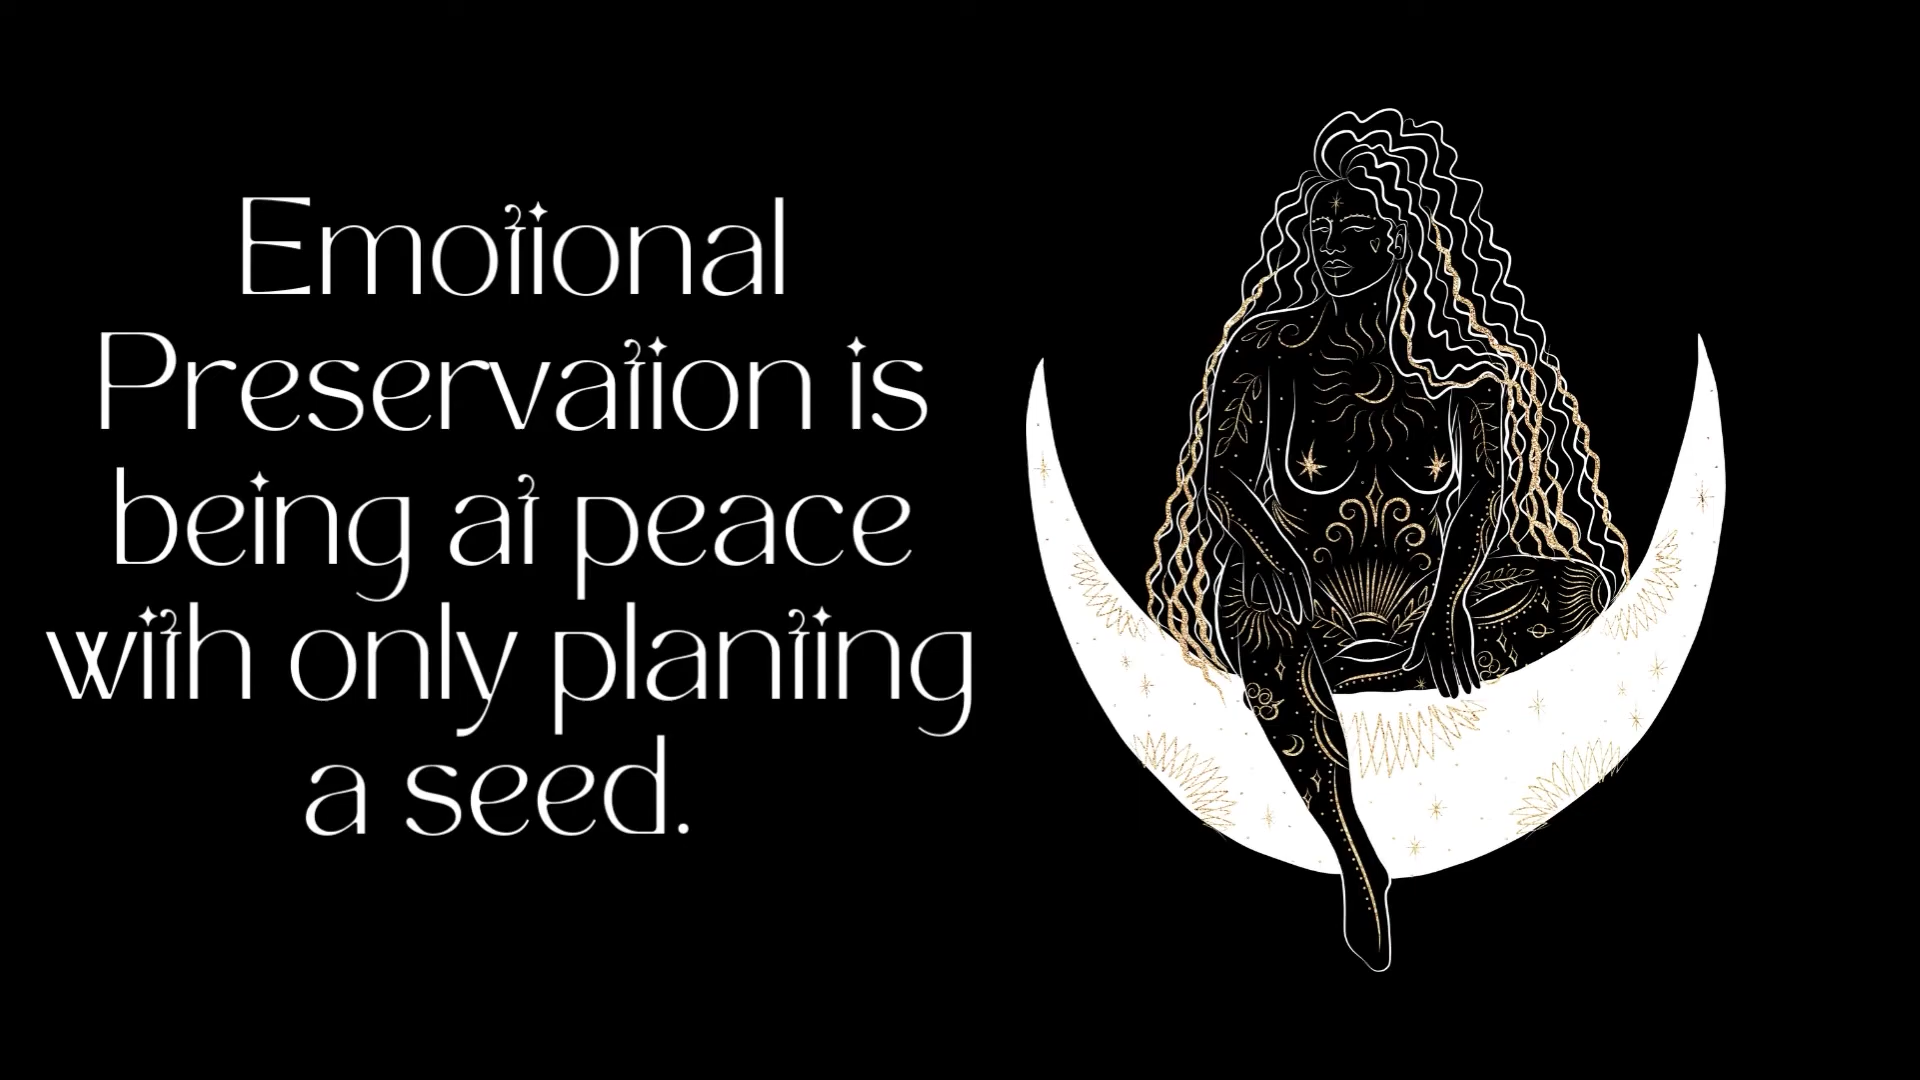 Emotional
Preservation is
being at peace
with only planting
a seed.